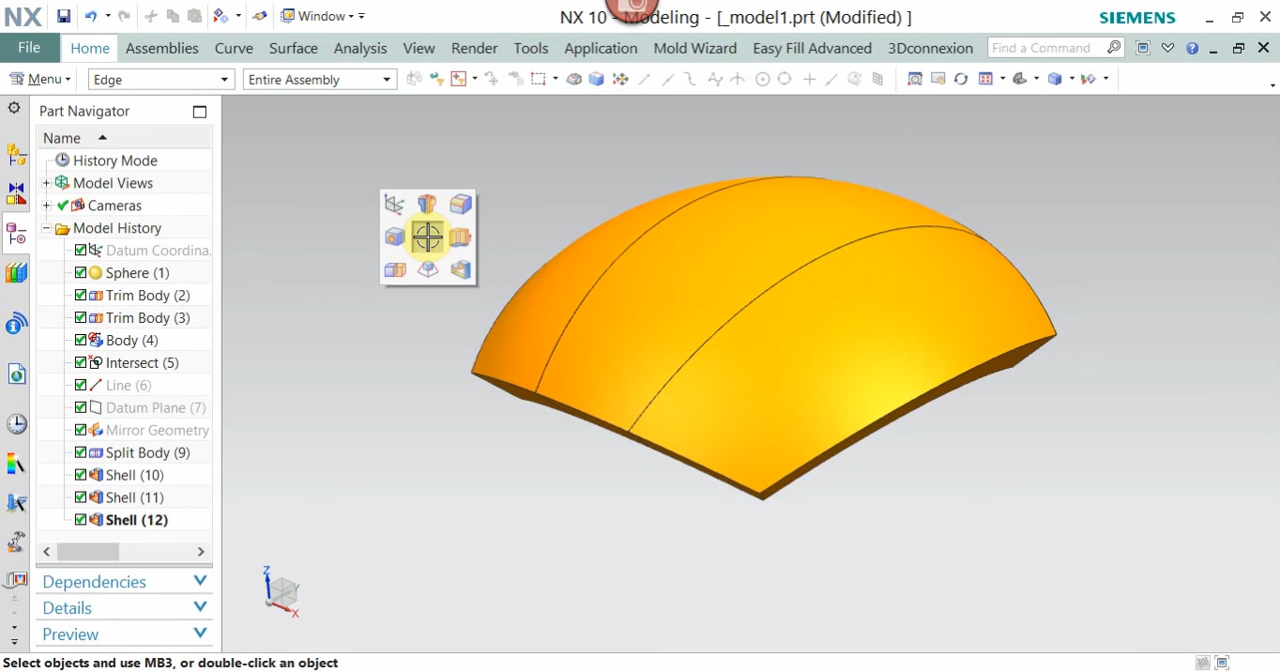 NX Window NX 10 - Modeling - [_model1.prt (Modified) ] SIEMENS
File Home Assemblies Curve Surface Analysis View Render Tools Application Mold Wizard Easy Fill Advanced 3Dconnexion Find a Command
Menu Edge Entire Assembly
Part Navigator
Name
History Mode
Model Views
Cameras
Model History
Datum Coordina.
Sphere (1)
Trim Body (2)
Trim Body (3)
Body (4)
Intersect (5)
Line (6)
Datum Plane (7)
Mirror Geometry
Split Body (9)
Shell (10)
Shell (11)
Shell (12)
Dependencies
Details
Preview
Z
Y
X
Select objects and use MB3, or double-click an object